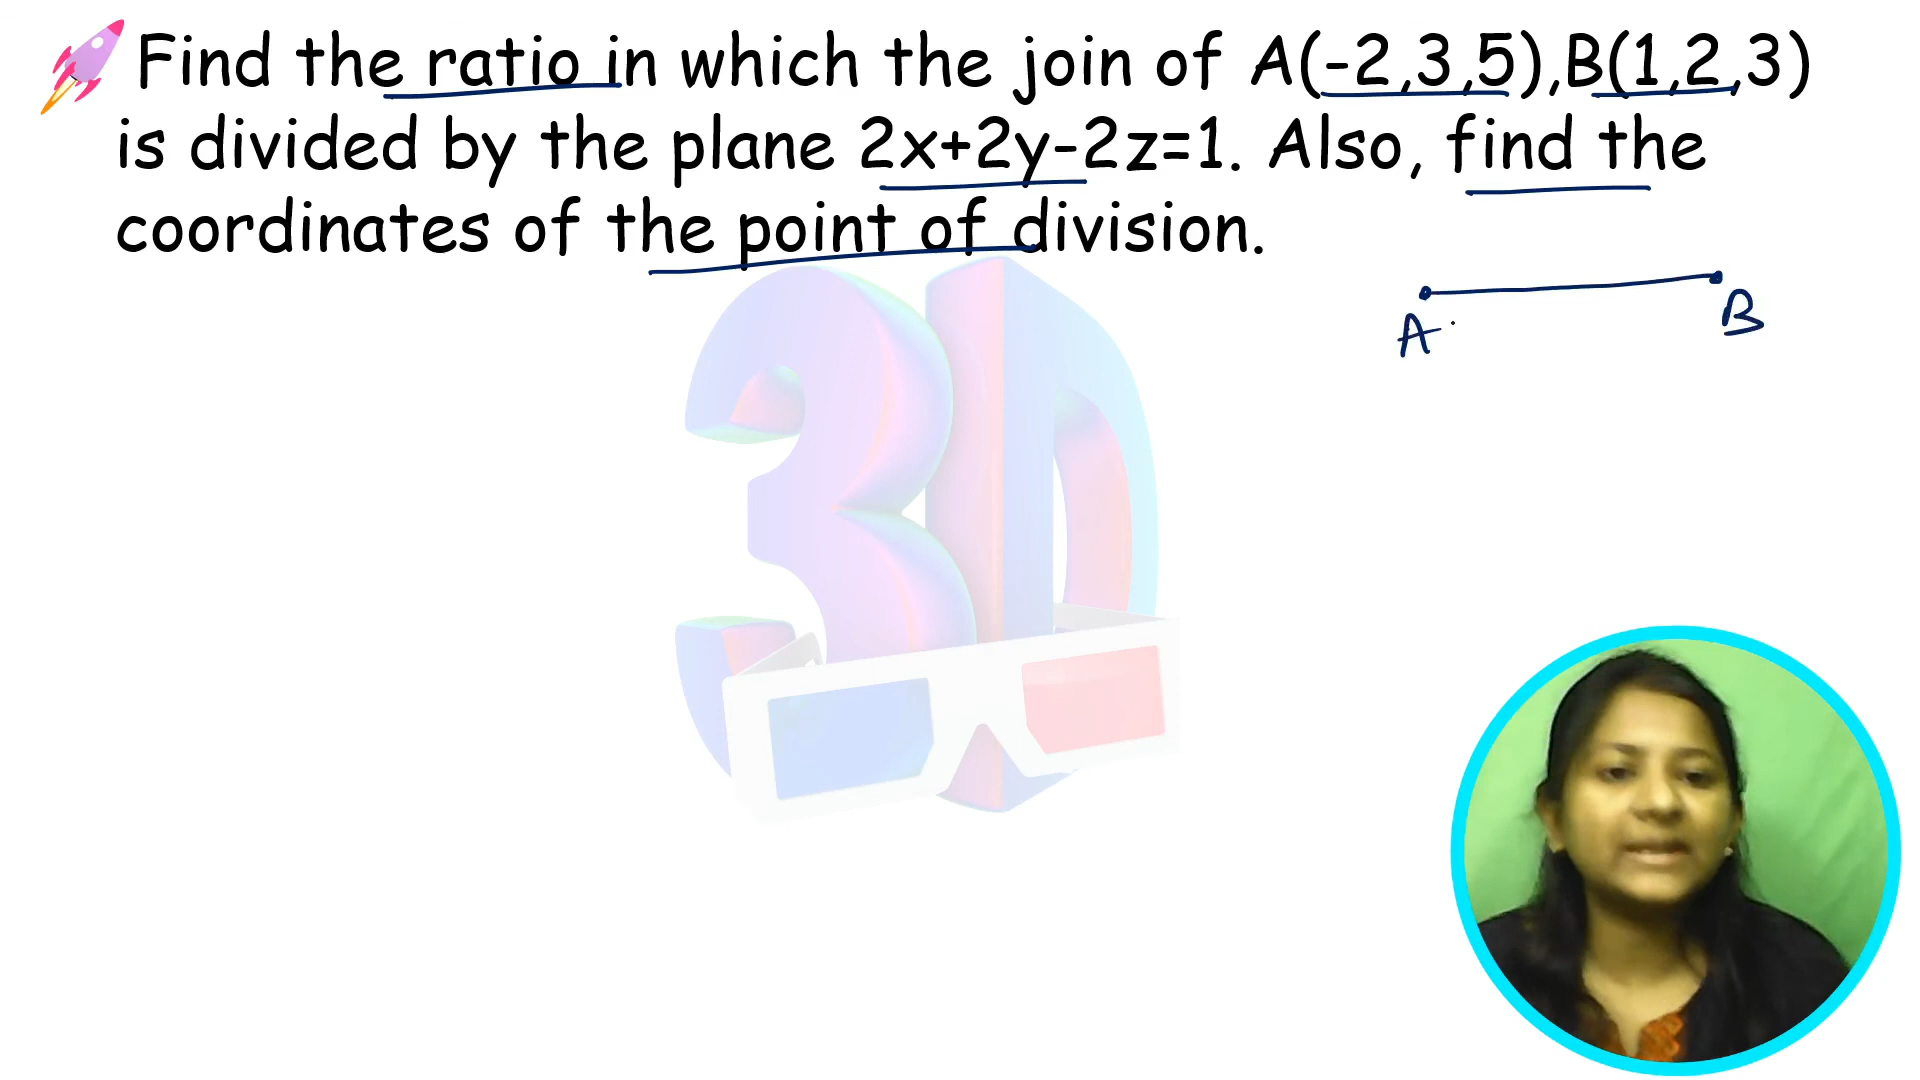 Find the ratio in which the join of A(-2,3,5),B(1,2,3)
is divided by the plane 2x+2y-2z=1. Also, find the
coordinates of the point of division.
A
B
3D